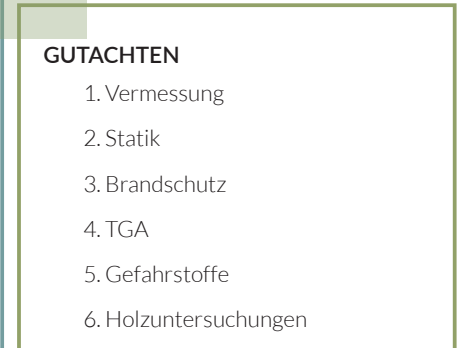 GUTACHTEN
1. Vermessung
2. Statik
3. Brandschutz
4. TGA
5. Gefahrstoffe
6. Holzuntersuchungen